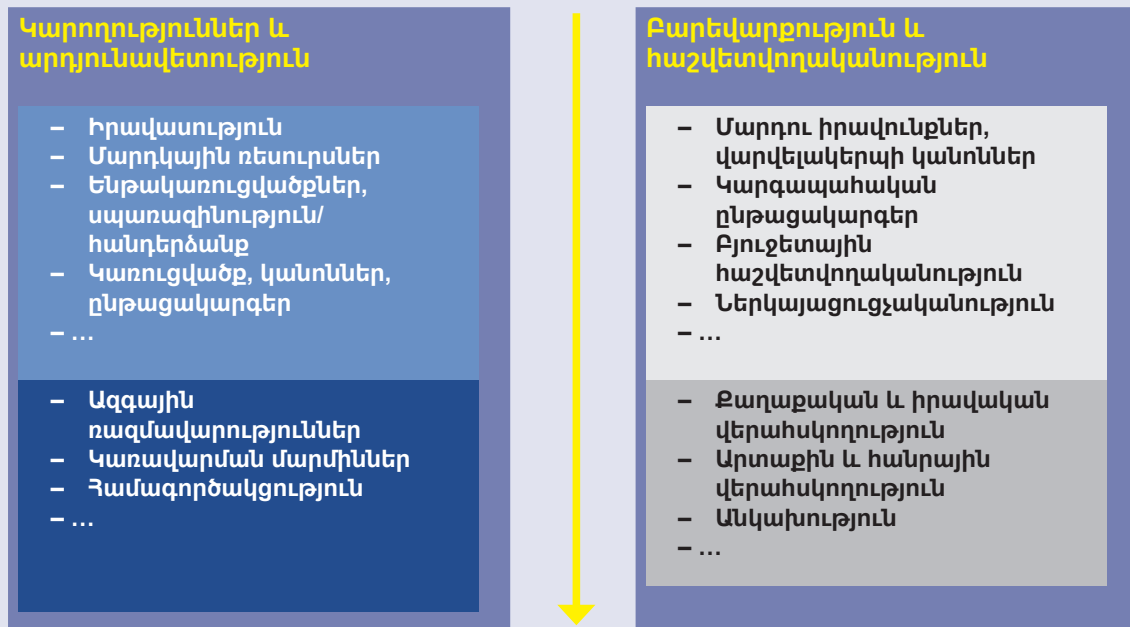 Կարողություններ և
արդյունավետություն
– Իրավասություն
– Մարդկային ռեսուրսներ
– Ենթակառուցվածքներ,
սպառազինություն/
հանդերձանք
– Կառուցվածք, կանոններ,
ընթացակարգեր
– …
– Ազգային
ռազմավարություններ
– Կառավարման մարմիններ
– Համագործակցություն
– …
Բարեվարքություն և
հաշվետվողականություն
– Մարդու իրավունքներ,
վարվելակերպի կանոններ
– Կարգապահական
ընթացակարգեր
– Բյուջետային
հաշվետվողականություն
– Ներկայացուցչականություն
– …
– Քաղաքական և իրավական
վերահսկողություն
– Արտաքին և հանրային
վերահսկողություն
– Անկախություն
– …